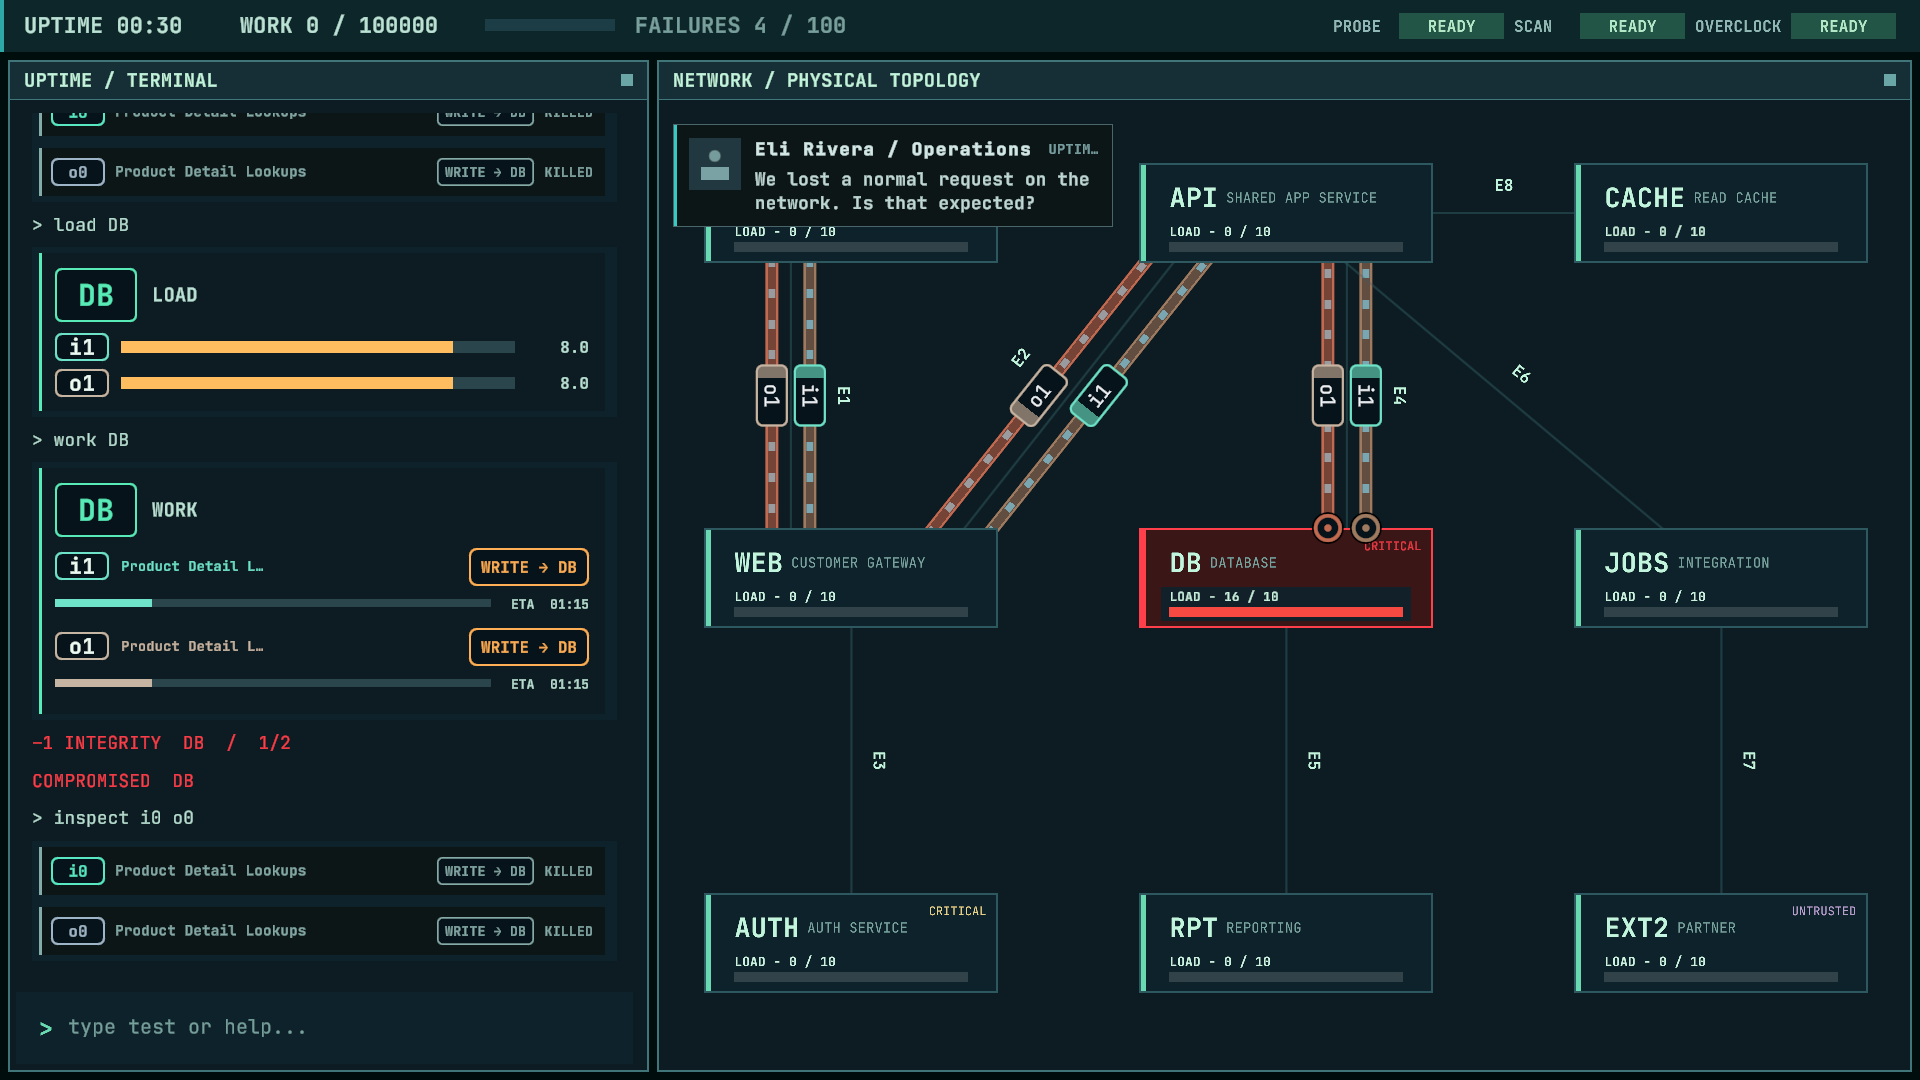 UPTIME 00:30 WORK 0 / 100000 FAILURES 4 / 100 PROBE READY SCAN READY OVERCLOCK READY
UPTIME / TERMINAL
i0 Product Detail Lookups WRITE → DB KILLED
o0 Product Detail Lookups WRITE → DB KILLED
> load DB
DB LOAD
i1 8.0
o1 8.0
> work DB
DB WORK
i1 Product Detail L… WRITE → DB
ETA 01:15
o1 Product Detail L… WRITE → DB
ETA 01:15
−1 INTEGRITY DB / 1/2
COMPROMISED DB
> inspect i0 o0
i0 Product Detail Lookups WRITE → DB KILLED
o0 Product Detail Lookups WRITE → DB KILLED
> type test or help...
NETWORK / PHYSICAL TOPOLOGY
Eli Rivera / Operations UPTIM…
We lost a normal request on the
network. Is that expected?
LOAD - 0 / 10
API SHARED APP SERVICE
LOAD - 0 / 10
E8
CACHE READ CACHE
LOAD - 0 / 10
o1 i1 E1
E2 o1 i1
o1 i1 E4
E6
WEB CUSTOMER GATEWAY
LOAD - 0 / 10
CRITICAL
DB DATABASE
LOAD - 16 / 10
JOBS INTEGRATION
LOAD - 0 / 10
E3
E5
E7
CRITICAL
AUTH AUTH SERVICE
LOAD - 0 / 10
RPT REPORTING
LOAD - 0 / 10
UNTRUSTED
EXT2 PARTNER
LOAD - 0 / 10